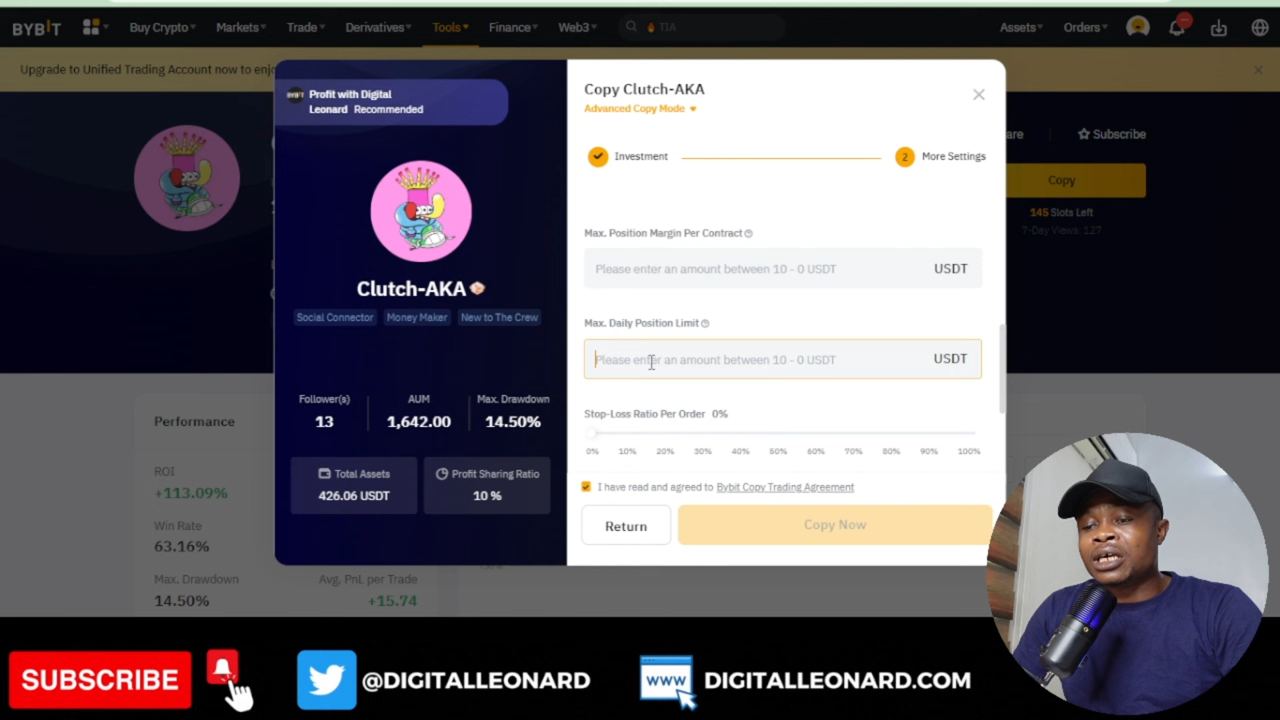 BYBIT
Buy Crypto
Markets
Trade
Derivatives
Tools
Finance
Web3
TIA
Assets
Orders
Upgrade to Unified Trading Account now to enj
Profit with Digital
Leonard Recommended
Clutch-AKA
Social Connector
Money Maker
New to The Crew
Follower(s)
AUM
Max. Drawdown
13
1,642.00
14.50%
Total Assets
Profit Sharing Ratio
426.06 USDT
10 %
Copy Clutch-AKA
Advanced Copy Mode
Investment
2
More Settings
Max. Position Margin Per Contract
Please enter an amount between 10 - 0 USDT
USDT
Max. Daily Position Limit
Please enter an amount between 10 - 0 USDT
USDT
Stop-Loss Ratio Per Order 0%
0% 10% 20% 30% 40% 50% 60% 70% 80% 90% 100%
I have read and agreed to Bybit Copy Trading Agreement
Return
Copy Now
are
Subscribe
Copy
145 Slots Left
7-Day Views: 127
Performance
ROI
+113.09%
Win Rate
63.16%
Max. Drawdown
Avg. PnL per Trade
14.50%
+15.74
SUBSCRIBE
@DIGITALLEONARD
WWW
DIGITALLEONARD.COM